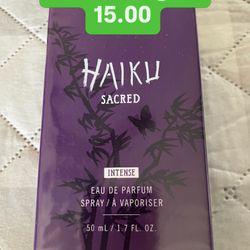 15.00
HAIKU
SACRED
INTENSE
EAU DE PARFUM
SPRAY / À VAPORISER
50 mL / 1.7 FL. OZ.